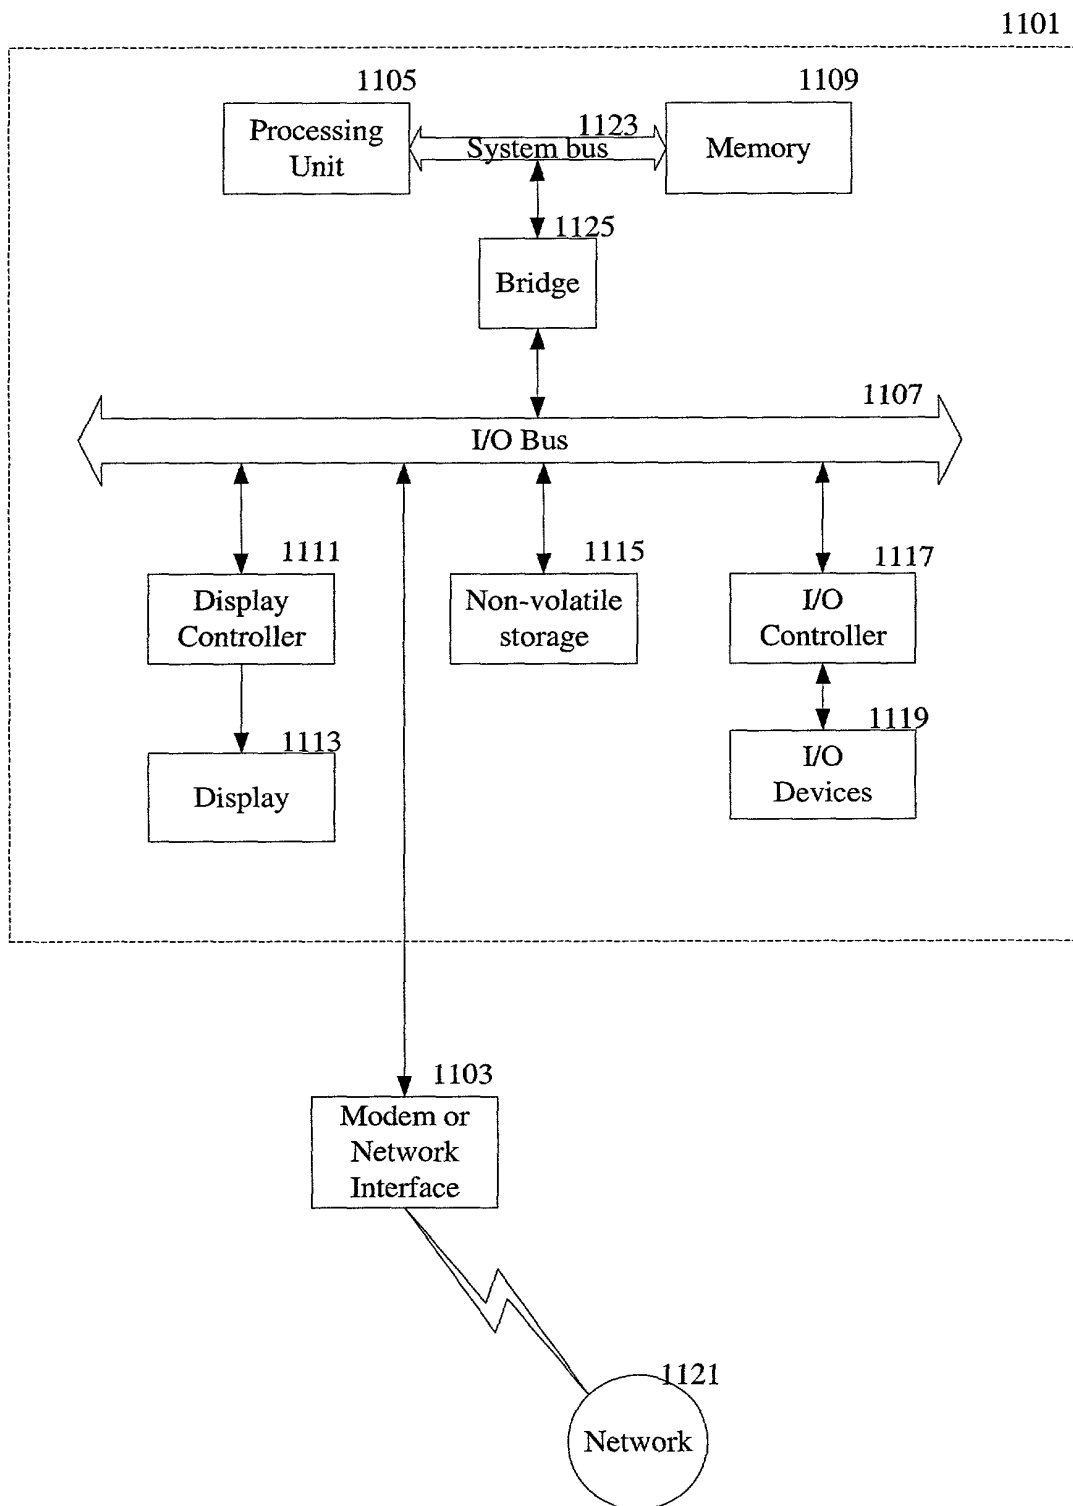 1101
1105
1109
Processing
Unit
1123
System bus
Memory
1125
Bridge
1107
I/O Bus
1111
1115
1117
Display
Controller
Non-volatile
storage
I/O
Controller
1113
1119
Display
I/O
Devices
1103
Modem or
Network
Interface
1121
Network